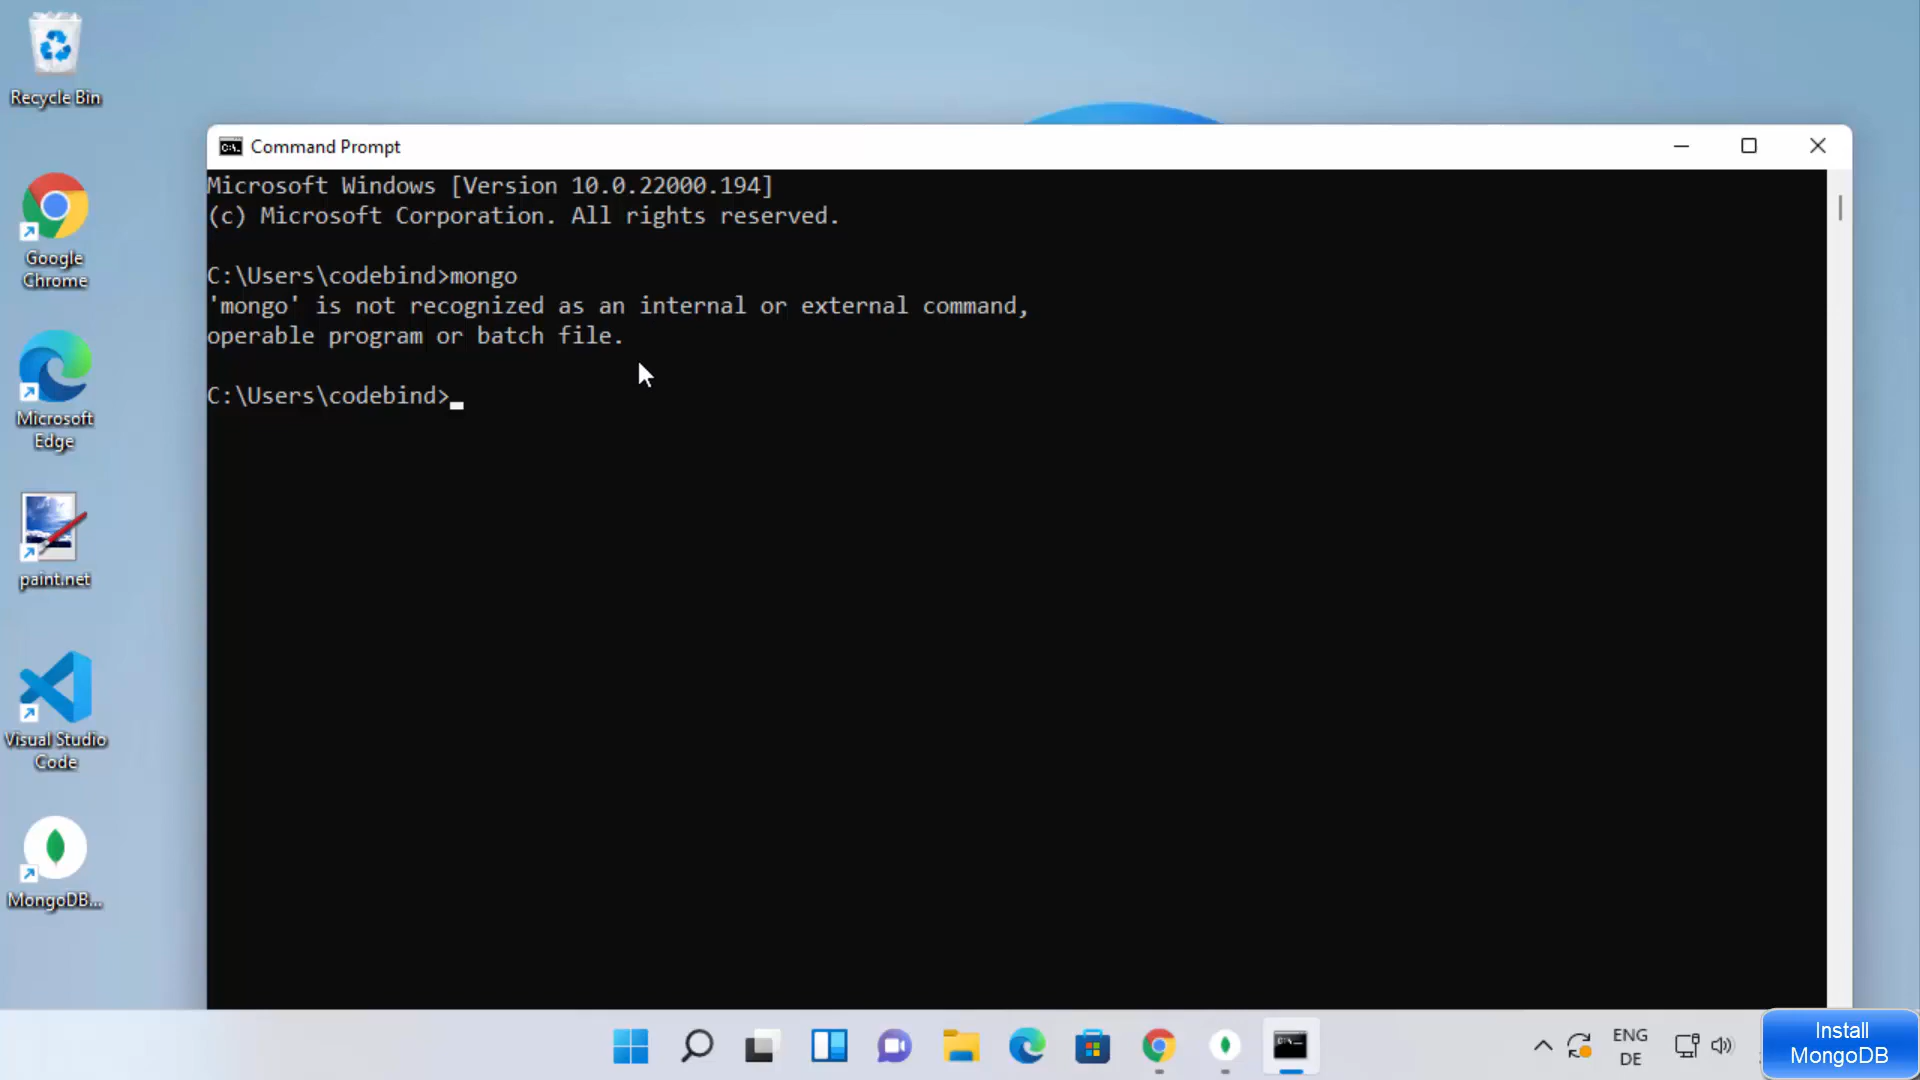 Recycle Bin
Google
Chrome
Microsoft
Edge
paint.net
Visual Studio
Code
MongoDB...
Command Prompt
Microsoft Windows [Version 10.0.22000.194]
(c) Microsoft Corporation. All rights reserved.
C:\Users\codebind>mongo
'mongo' is not recognized as an internal or external command,
operable program or batch file.
C:\Users\codebind>
ENG
DE
Install
MongoDB